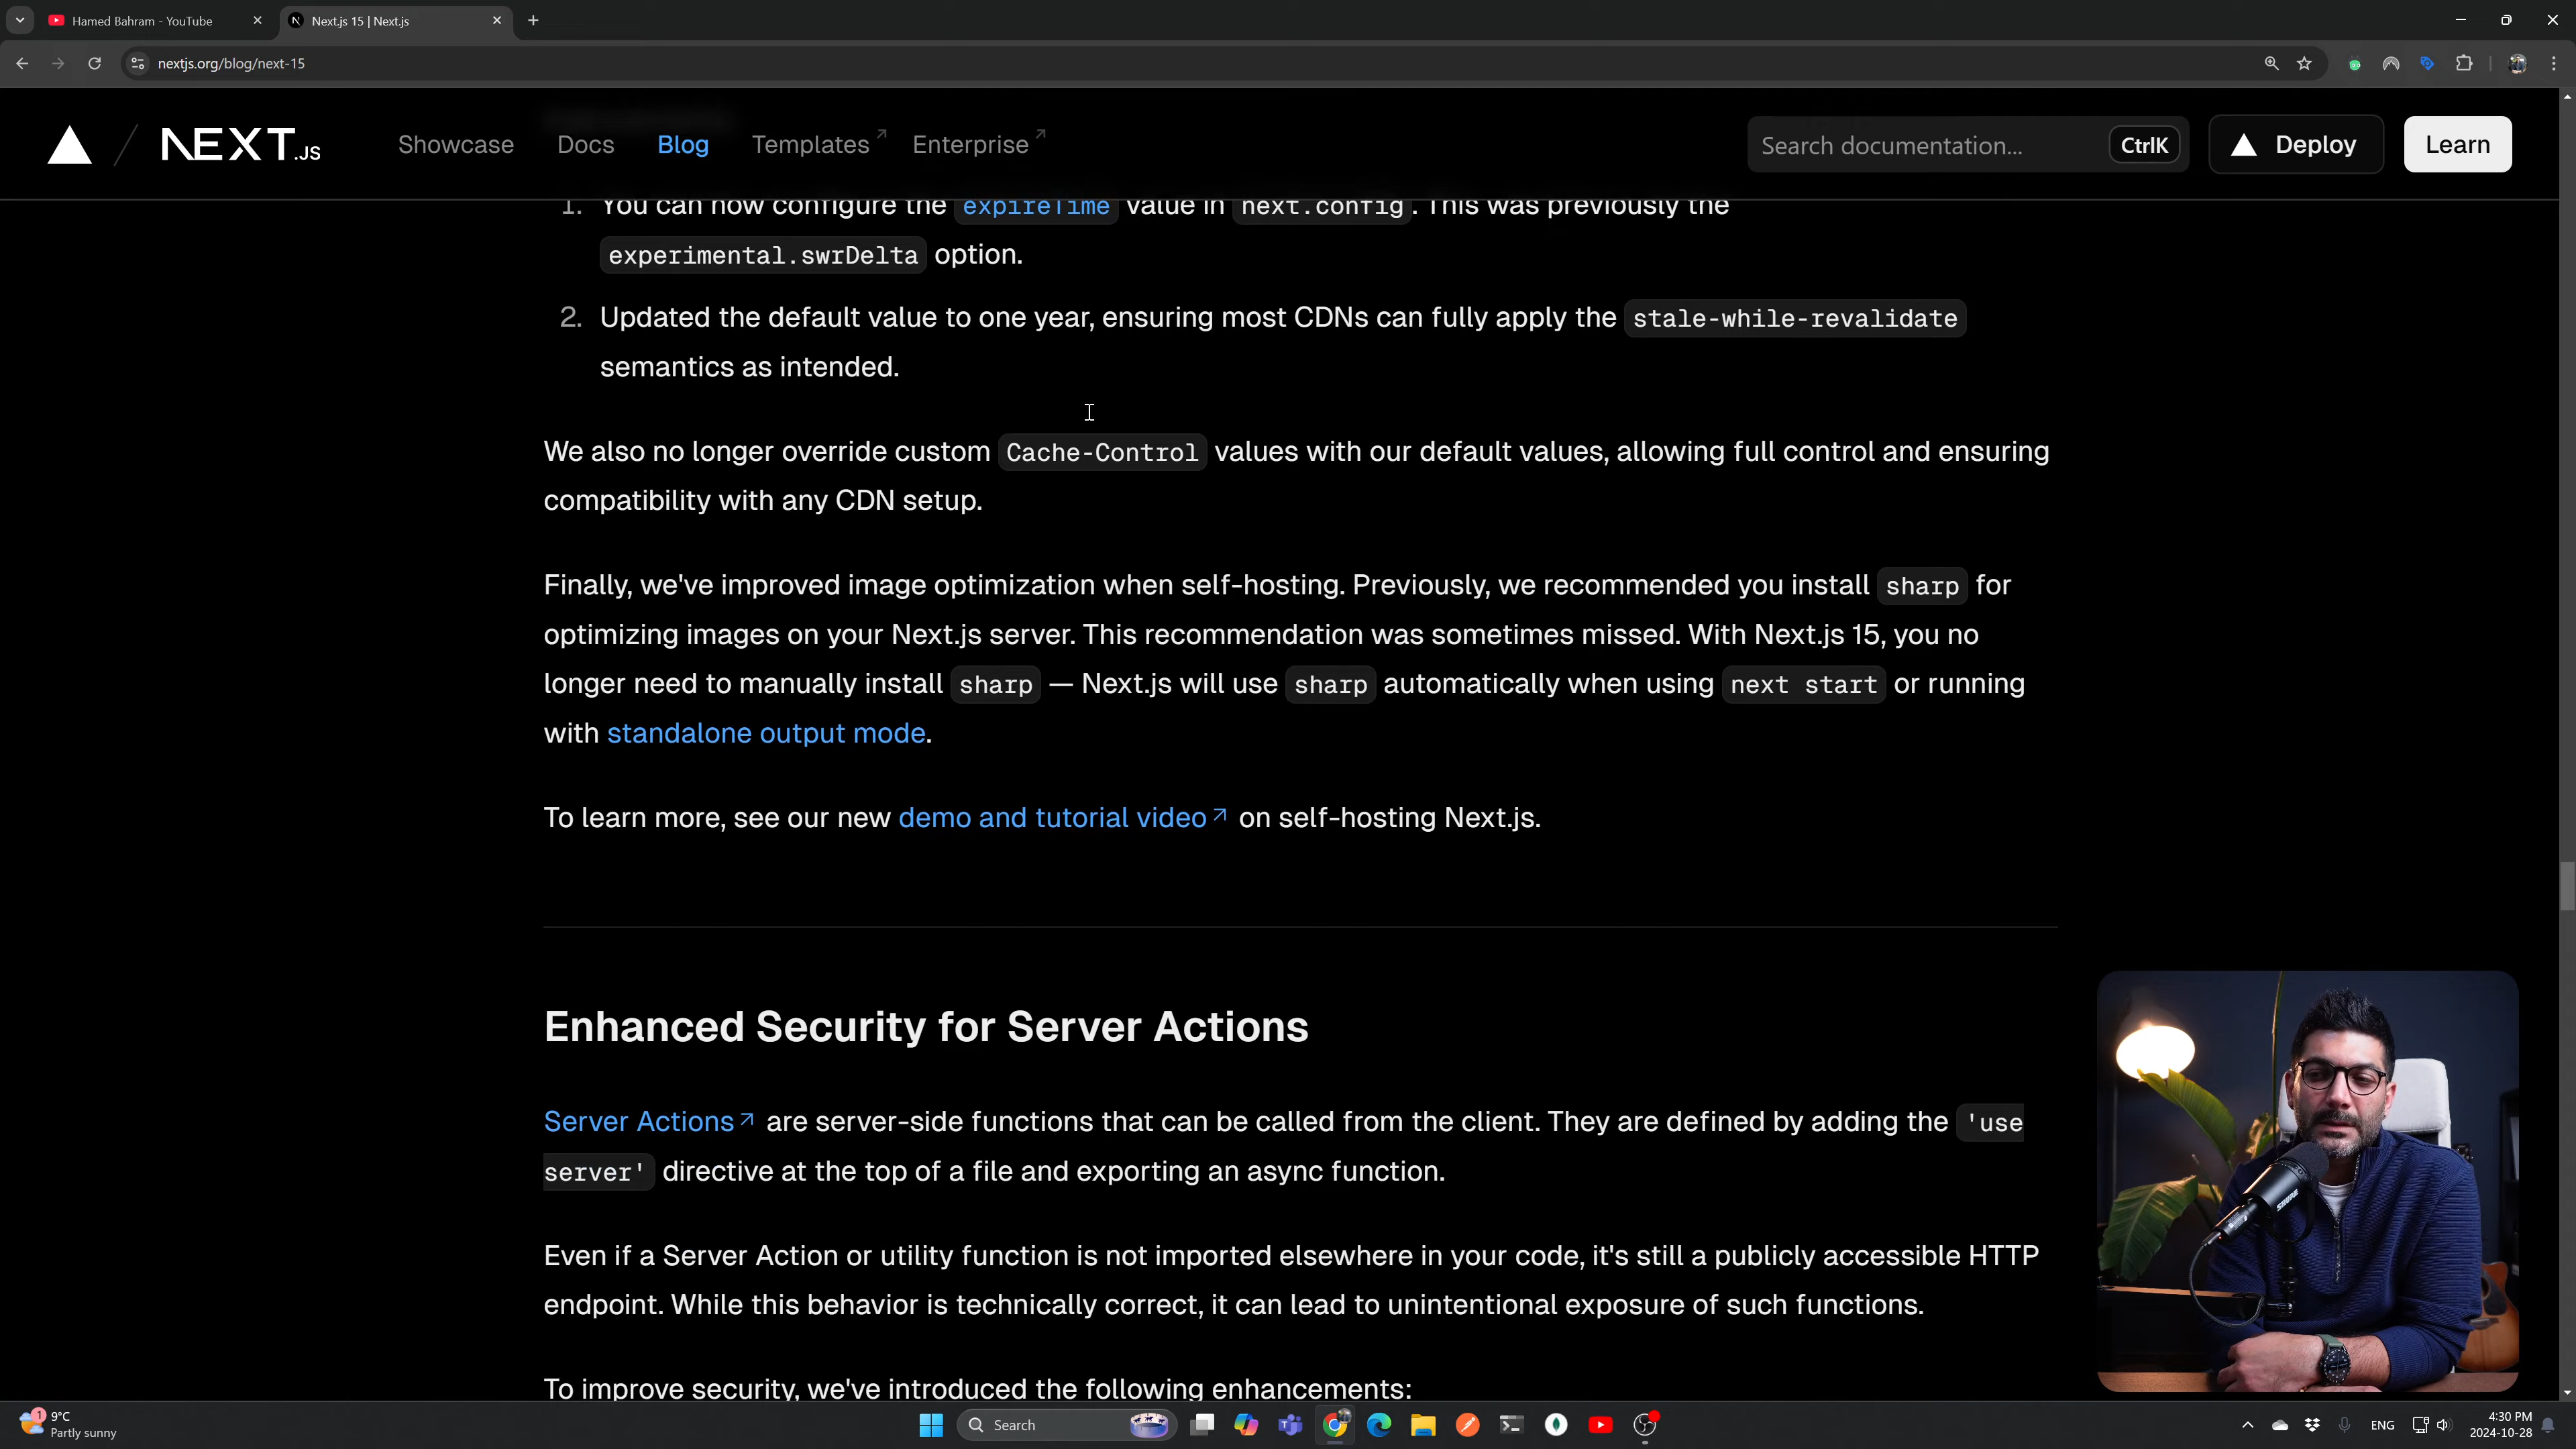 Hamed Bahram - YouTube
Next.js 15 | Next.js
nextjs.org/blog/next-15
NEXT.JS
Showcase
Docs
Blog
Templates
Enterprise
Search documentation...
CtrlK
Deploy
Learn
1. You can now configure the expireTime value in next.config. This was previously the
experimental.swrDelta option.
2. Updated the default value to one year, ensuring most CDNs can fully apply the stale-while-revalidate
semantics as intended.
We also no longer override custom Cache-Control values with our default values, allowing full control and ensuring
compatibility with any CDN setup.
Finally, we've improved image optimization when self-hosting. Previously, we recommended you install sharp for
optimizing images on your Next.js server. This recommendation was sometimes missed. With Next.js 15, you no
longer need to manually install sharp — Next.js will use sharp automatically when using next start or running
with standalone output mode.
To learn more, see our new demo and tutorial video on self-hosting Next.js.
Enhanced Security for Server Actions
Server Actions are server-side functions that can be called from the client. They are defined by adding the 'use
server' directive at the top of a file and exporting an async function.
Even if a Server Action or utility function is not imported elsewhere in your code, it's still a publicly accessible HTTP
endpoint. While this behavior is technically correct, it can lead to unintentional exposure of such functions.
To improve security, we've introduced the following enhancements:
SHURE
1
9°C
Partly sunny
Search
ENG
4:30 PM
2024-10-28